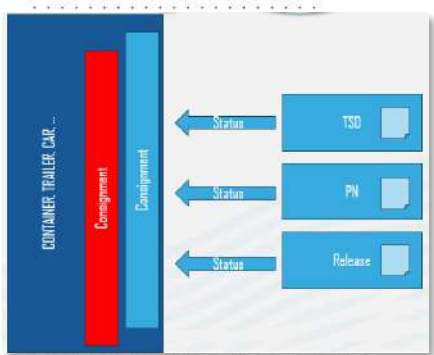 CONTAINER, TRAILER, CAR, ...
Consignment
Consignment
Status
TSD
Status
PN
Status
Release